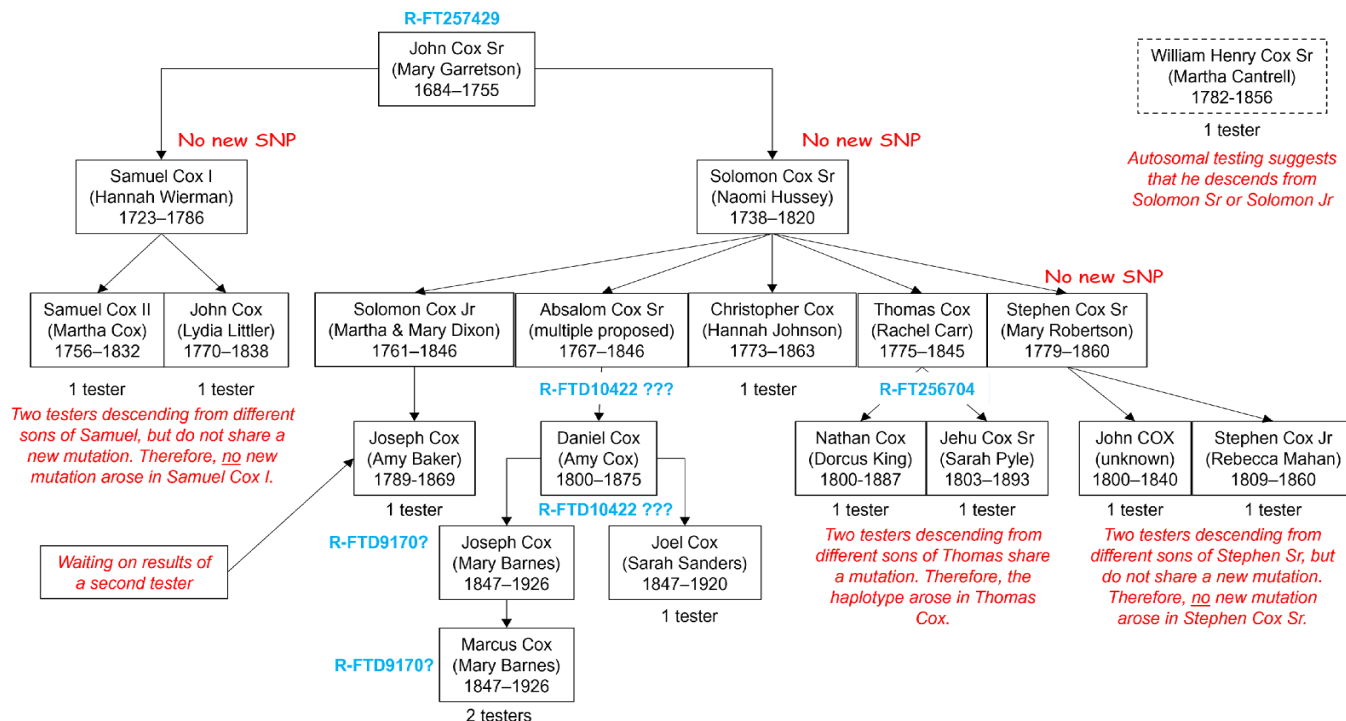 R-FT257429
John Cox Sr
(Mary Garretson)
1684–1755
William Henry Cox Sr
(Martha Cantrell)
1782-1856
1 tester
Autosomal testing suggests
that he descends from
Solomon Sr or Solomon Jr
No new SNP
Samuel Cox I
(Hannah Wierman)
1723–1786
No new SNP
Solomon Cox Sr
(Naomi Hussey)
1738–1820
Samuel Cox II
(Martha Cox)
1756–1832
1 tester
John Cox
(Lydia Littler)
1770–1838
1 tester
Two testers descending from different
sons of Samuel, but do not share a
new mutation. Therefore, no new
mutation arose in Samuel Cox I.
Solomon Cox Jr
(Martha & Mary Dixon)
1761–1846
Absalom Cox Sr
(multiple proposed)
1767–1846
R-FTD10422 ???
Christopher Cox
(Hannah Johnson)
1773–1863
1 tester
Thomas Cox
(Rachel Carr)
1775–1845
R-FT256704
No new SNP
Stephen Cox Sr
(Mary Robertson)
1779–1860
Joseph Cox
(Amy Baker)
1789-1869
1 tester
Waiting on results of
a second tester
Daniel Cox
(Amy Cox)
1800–1875
R-FTD10422 ???
Nathan Cox
(Dorcus King)
1800-1887
1 tester
Jehu Cox Sr
(Sarah Pyle)
1803–1893
1 tester
Two testers descending from
different sons of Thomas share
a mutation. Therefore, the
haplotype arose in Thomas
Cox.
John COX
(unknown)
1800–1840
1 tester
Stephen Cox Jr
(Rebecca Mahan)
1809–1860
1 tester
Two testers descending from
different sons of Stephen Sr, but
do not share a new mutation.
Therefore, no new mutation
arose in Stephen Cox Sr.
R-FTD9170?
Joseph Cox
(Mary Barnes)
1847–1926
Joel Cox
(Sarah Sanders)
1847–1920
1 tester
R-FTD9170?
Marcus Cox
(Mary Barnes)
1847–1926
2 testers